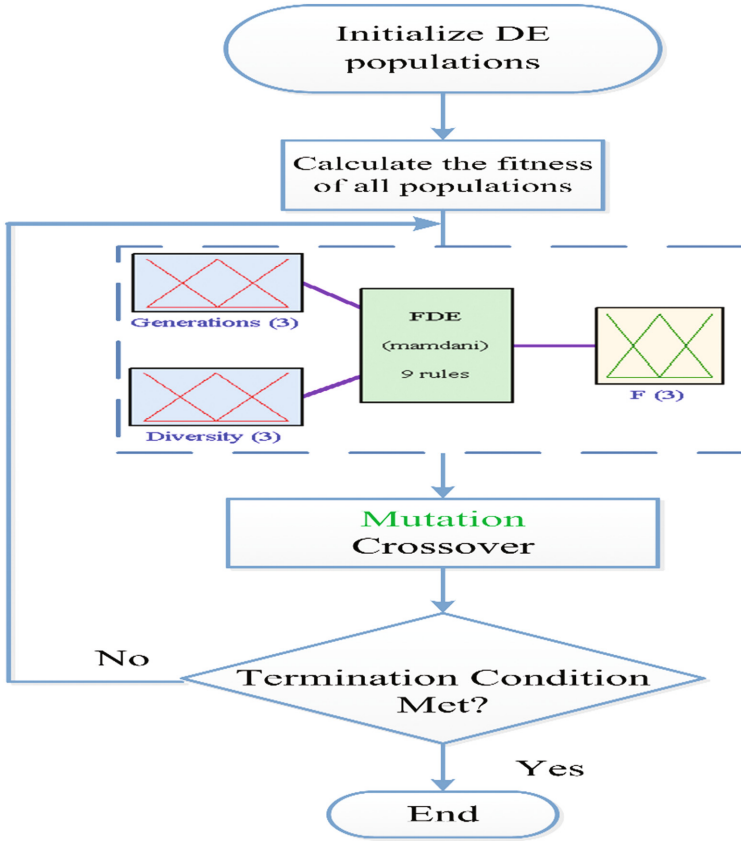 Initialize DE
populations
Calculate the fitness
of all populations
Generations (3)
FDE
(mamdani)
9 rules
F (3)
Diversity (3)
Mutation
Crossover
No
Termination Condition
Met?
Yes
End